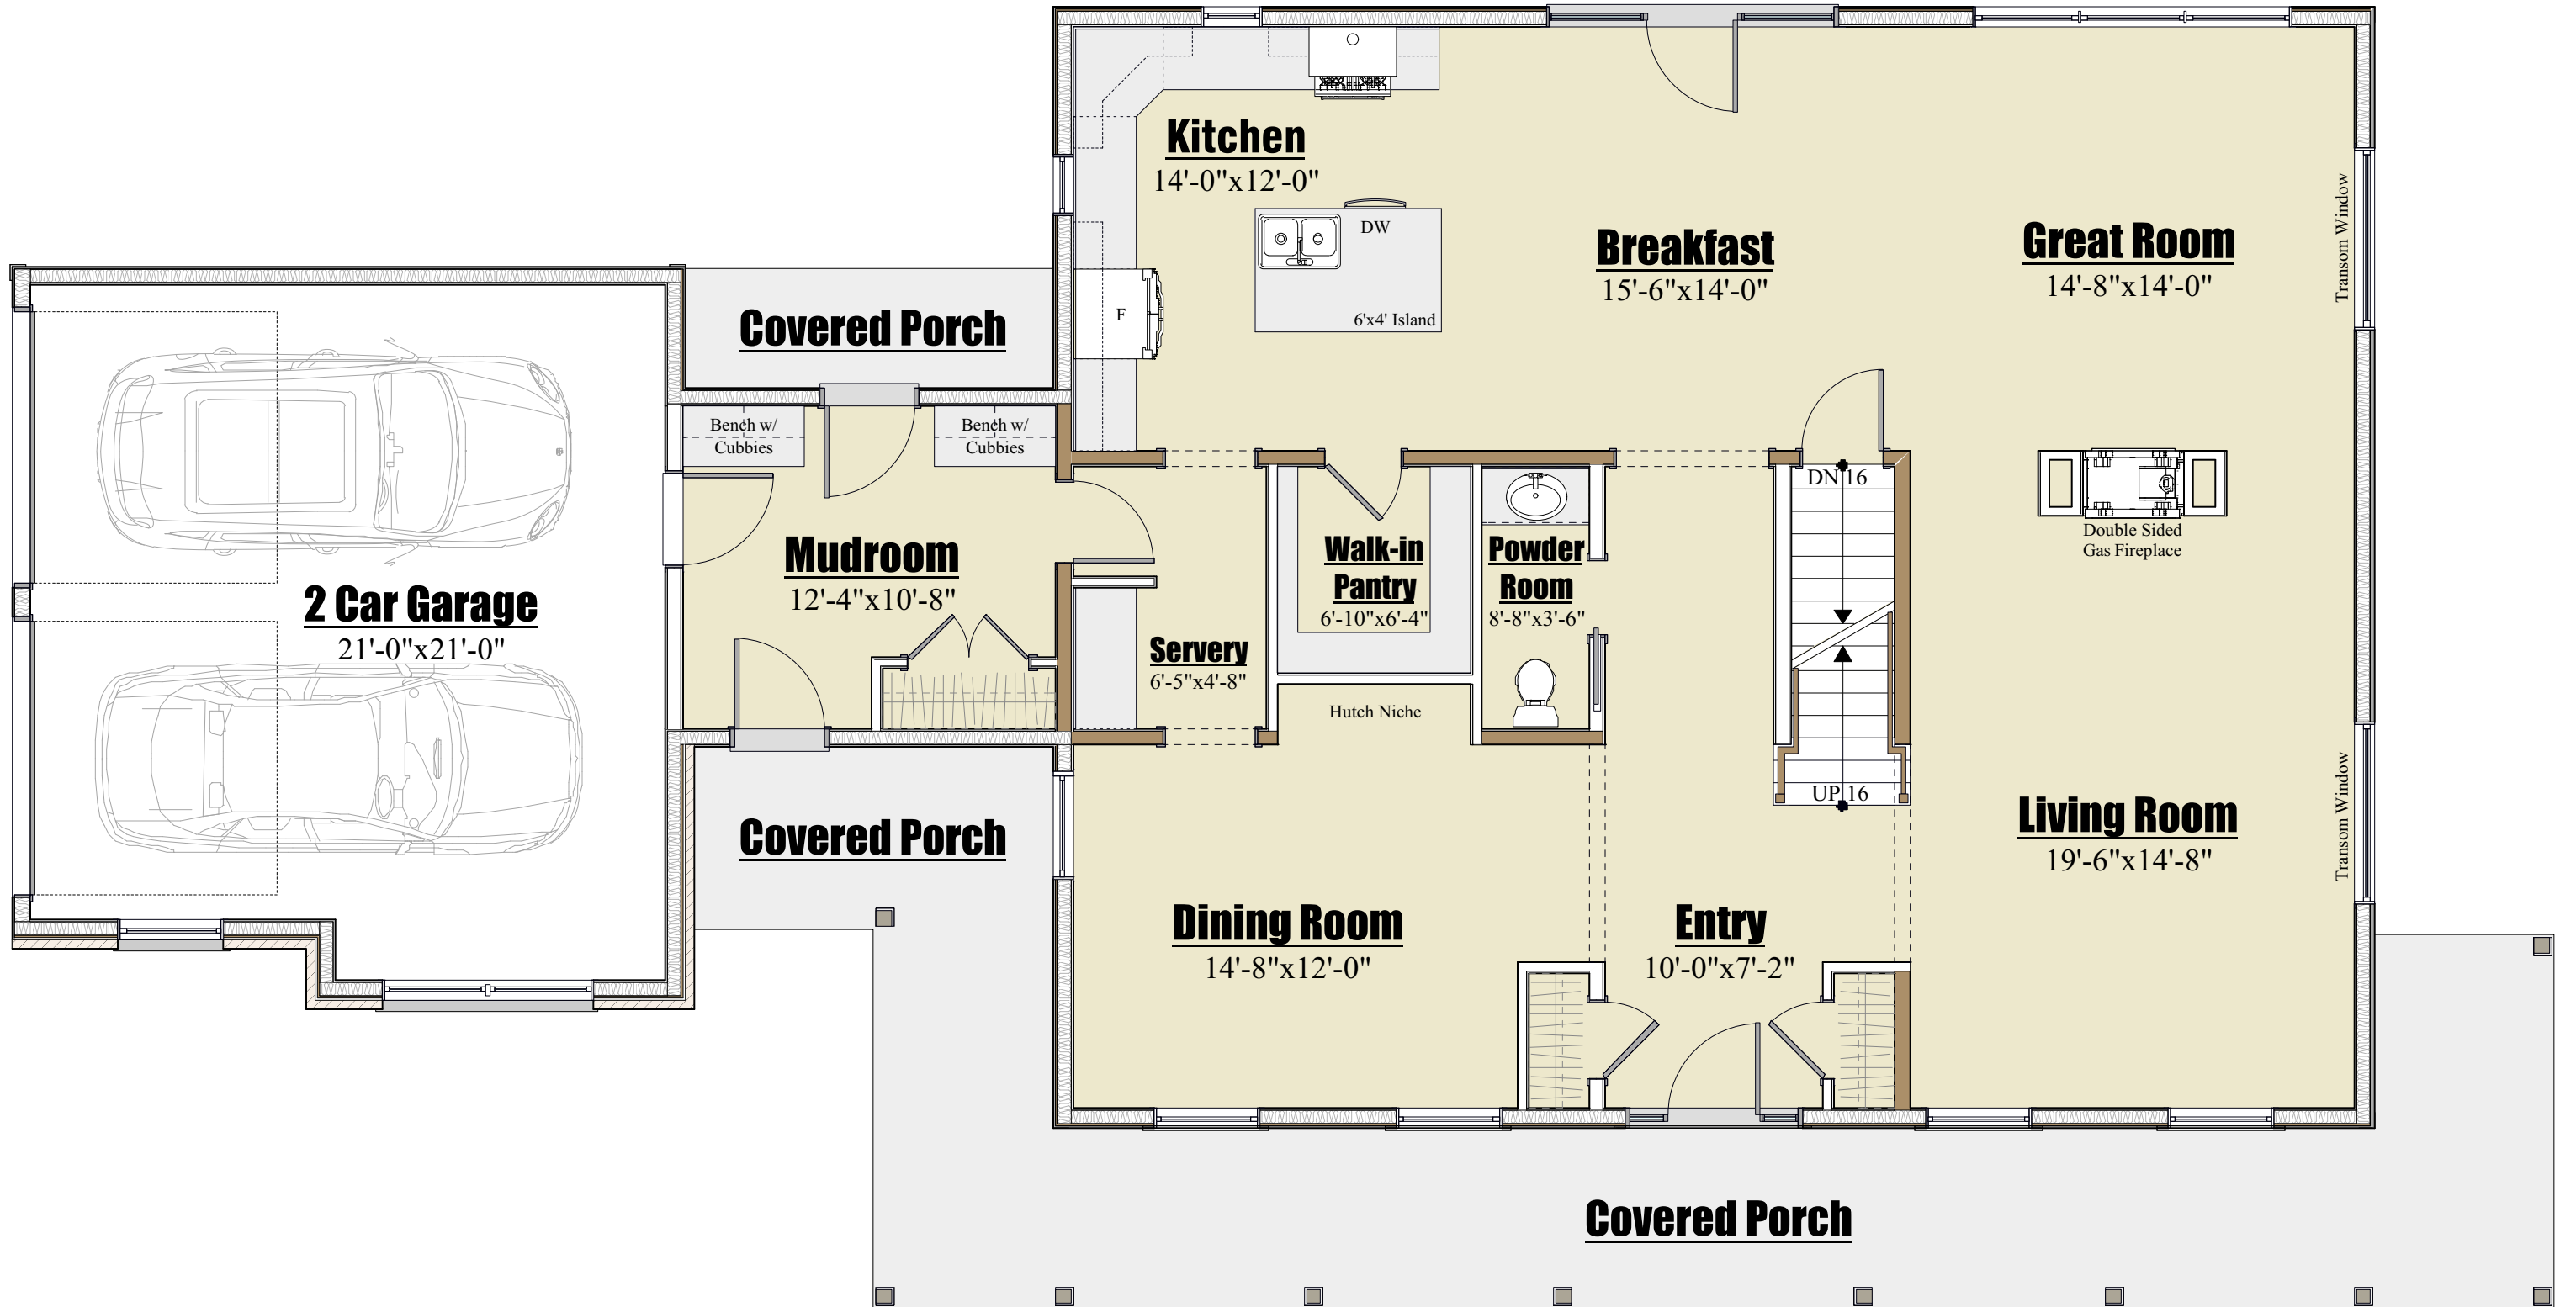 Kitchen
14'-0"x12'-0"
DW
6'x4' Island
F
Breakfast
15'-6"x14'-0"
Great Room
14'-8"x14'-0"
Transom Window
Covered Porch
Bench w/
Cubbies
Bench w/
Cubbies
2 Car Garage
21'-0"x21'-0"
Mudroom
12'-4"x10'-8"
Servery
6'-5"x4'-8"
Walk-in
Pantry
6'-10"x6'-4"
Powder
Room
8'-8"x3'-6"
DN 16
UP 16
Double Sided
Gas Fireplace
Hutch Niche
Covered Porch
Dining Room
14'-8"x12'-0"
Entry
10'-0"x7'-2"
Living Room
19'-6"x14'-8"
Transom Window
Covered Porch